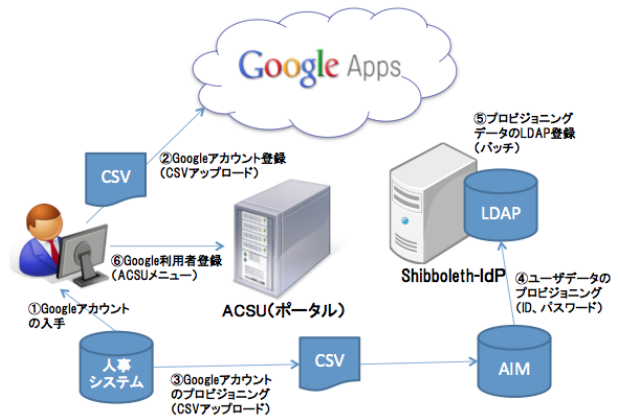 Google Apps
⑤プロビジョニング
データのLDAP登録
(バッチ)
②Googleアカウント登録
(CSVアップロード)
CSV
LDAP
⑥Google利用者登録
(ACSUメニュー)
Shibboleth-IdP
④ユーザデータの
プロビジョニング
(ID、パスワード)
①Googleアカウント
の入手
ACSU(ポータル)
人事
システム
CSV
AIM
③Googleアカウント
のプロビジョニング
(CSVアップロード)